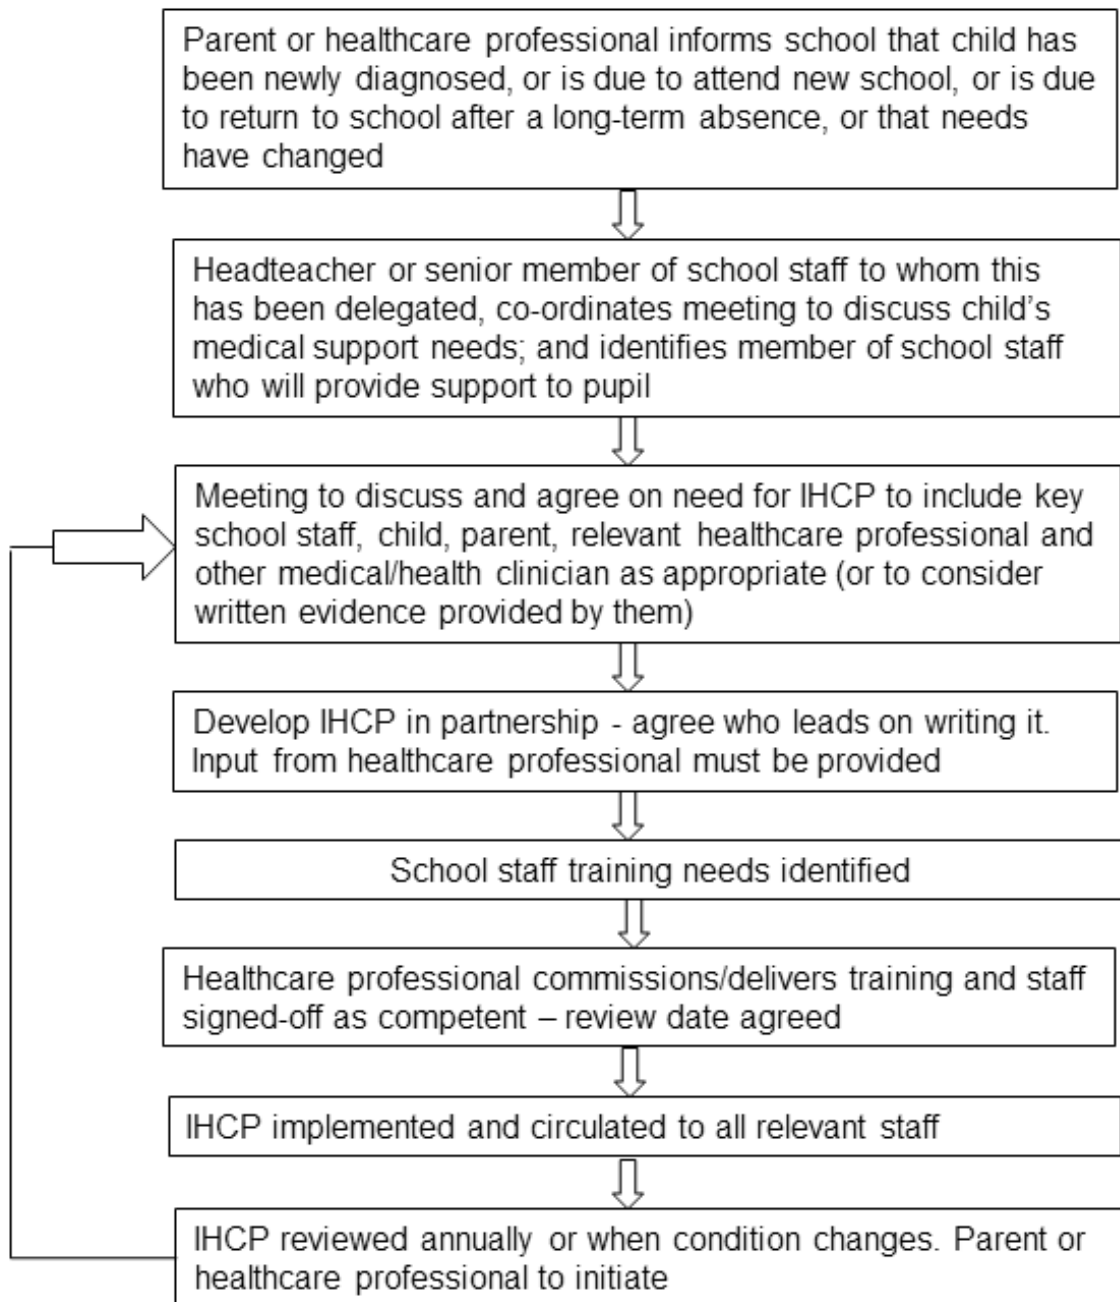 Parent or healthcare professional informs school that child has
been newly diagnosed, or is due to attend new school, or is due
to return to school after a long-term absence, or that needs
have changed
Headteacher or senior member of school staff to whom this
has been delegated, co-ordinates meeting to discuss child's
medical support needs; and identifies member of school staff
who will provide support to pupil
Meeting to discuss and agree on need for IHCP to include key
school staff, child, parent, relevant healthcare professional and
other medical/health clinician as appropriate (or to consider
written evidence provided by them)
Develop IHCP in partnership - agree who leads on writing it.
Input from healthcare professional must be provided
School staff training needs identified
Healthcare professional commissions/delivers training and staff
signed-off as competent – review date agreed
IHCP implemented and circulated to all relevant staff
IHCP reviewed annually or when condition changes. Parent or
healthcare professional to initiate